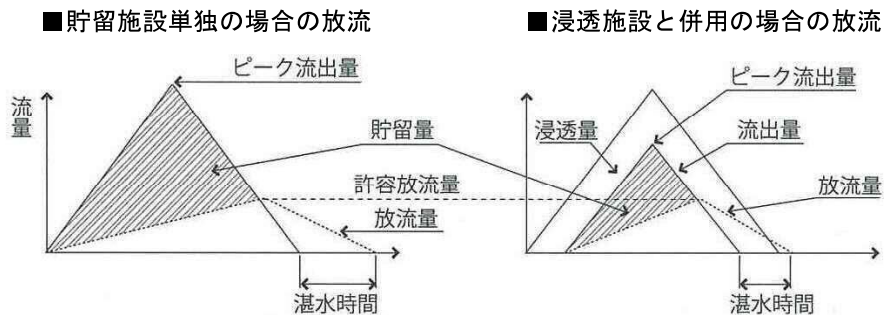 ■貯留施設単独の場合の放流
ピーク流出量
流量
貯留量
許容放流量
放流量
湛水時間
■浸透施設と併用の場合の放流
ピーク流出量
浸透量
流出量
放流量
湛水時間